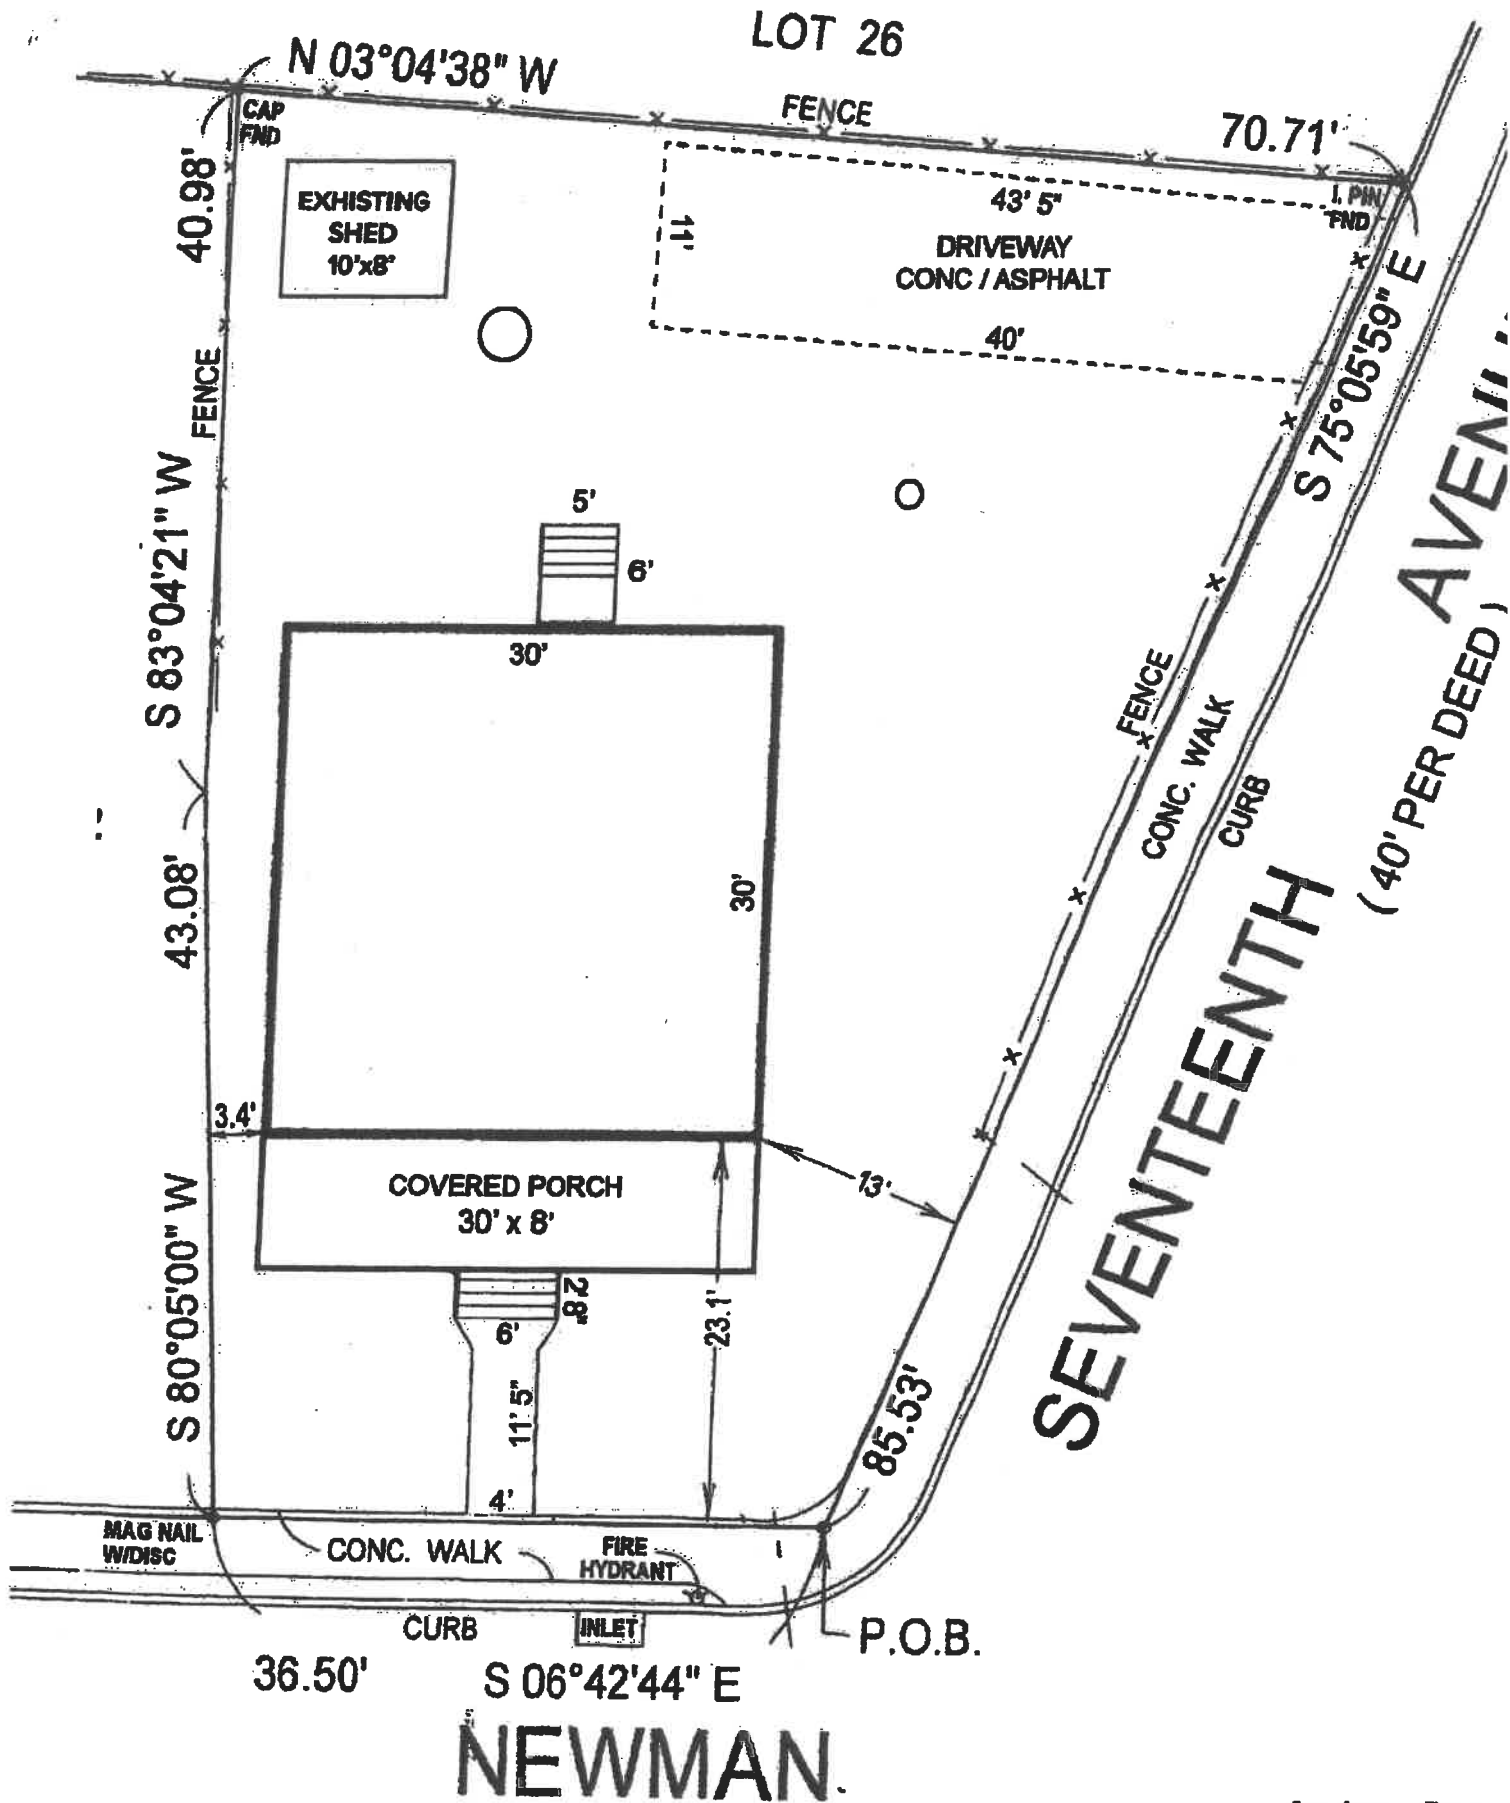 LOT 26
N 03°04'38" W
FENCE
70.71'
CAP
FND
I. PIN
FND
40.98'
EXHISTING
SHED
10'x8'
43' 5"
11'
DRIVEWAY
CONC / ASPHALT
40'
S 75°05'59" E
FENCE
S 83°04'21" W
5'
6'
30'
30'
FENCE
CONC. WALK
CURB
SEVENTEENTH
(40' PER DEED)
43.08'
3.4'
COVERED PORCH
30' x 8'
13'
2'8"
6'
23.1'
S 80°05'00" W
11' 5"
4'
85.53'
MAG NAIL
W/DISC
CONC. WALK
FIRE
HYDRANT
CURB
INLET
P.O.B.
36.50'
S 06°42'44" E
NEWMAN